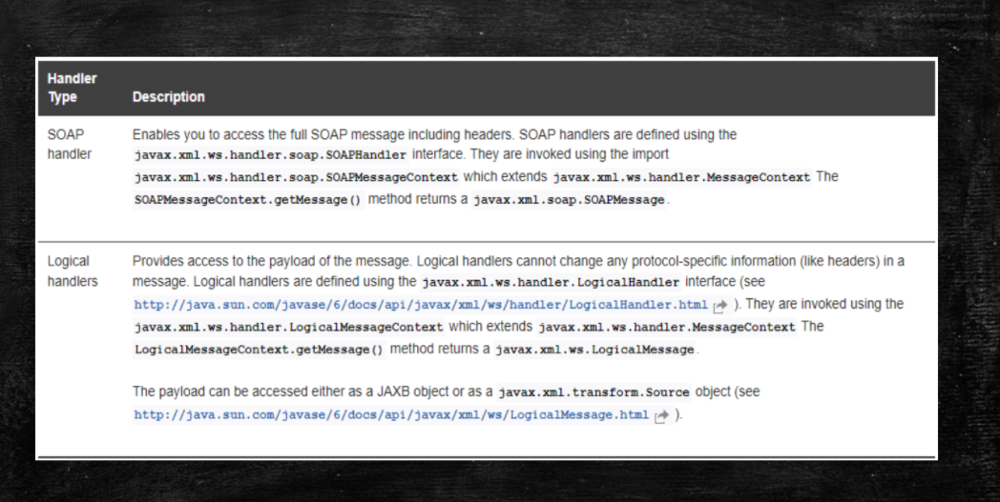 Handler
Type Description
SOAP Enables you to access the full SOAP message including headers. SOAP handlers are defined using the
handler javax.xml.ws.handler.soap.SOAPHandler interface. They are invoked using the import
javax.xml.ws.handler.soap.SOAPMessageContext which extends javax.xml.ws.handler.MessageContext The
SOAPMessageContext.getMessage() method returns a javax.xml.soap.SOAPMessage.
Logical Provides access to the payload of the message. Logical handlers cannot change any protocol-specific information (like headers) in a
handlers message. Logical handlers are defined using the javax.xml.ws.handler.LogicalHandler interface (see
http://java.sun.com/javase/6/docs/api/javax/xml/ws/handler/LogicalHandler.html ). They are invoked using the
javax.xml.ws.handler.LogicalMessageContext which extends javax.xml.ws.handler.MessageContext The
LogicalMessageContext.getMessage() method returns a javax.xml.ws.LogicalMessage.
The payload can be accessed either as a JAXB object or as a javax.xml.transform.Source object (see
http://java.sun.com/javase/6/docs/api/javax/xml/ws/LogicalMessage.html ).